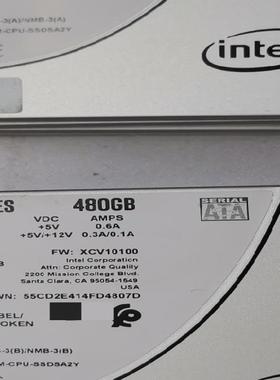 -3(A)/NMB-3(A)
M-CPU-SSDSA2Y
intel
ES 480GB
VDC AMPS
+5V 0.6A
+5V/+12V 0.3A/0.1A
SERIAL
ATA
FW: XCV10100
Intel Corporation
Attn: Corporate Quality
2200 Mission College Blvd.
Santa Clara, CA 95054-1549
USA
WN: 55CD2E414FD4807D
BEL/
OKEN
-3(B)/NMB-3(B)
M-CPU-SSDSA2Y